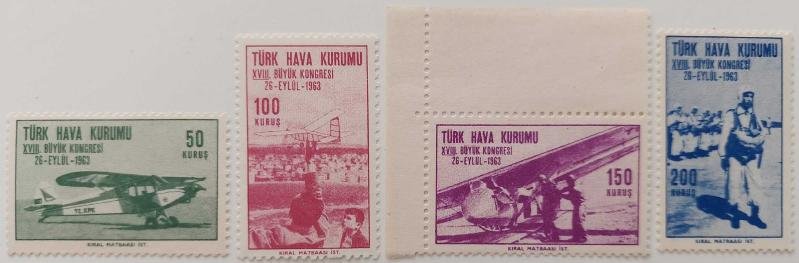 TÜRK HAVA KURUMU
XVIII. BÜYÜK KONGRESİ
26-EYLÜL-1963
50
KURUŞ
TC.KPE
KIRAL MATBAASI İST.
TÜRK HAVA KURUMU
XVIII. BÜYÜK KONGRESİ
26-EYLÜL-1963
100
KURUŞ
KIRAL MATBAASI İST.
TÜRK HAVA KURUMU
XVIII. BÜYÜK KONGRESİ
26-EYLÜL-1963
150
KURUŞ
KIRAL MATBAASI İST.
TÜRK HAVA KURUMU
XVIII. BÜYÜK KONGRESİ
26-EYLÜL-1963
200
KURUŞ
KIRAL MATBAASI İST.